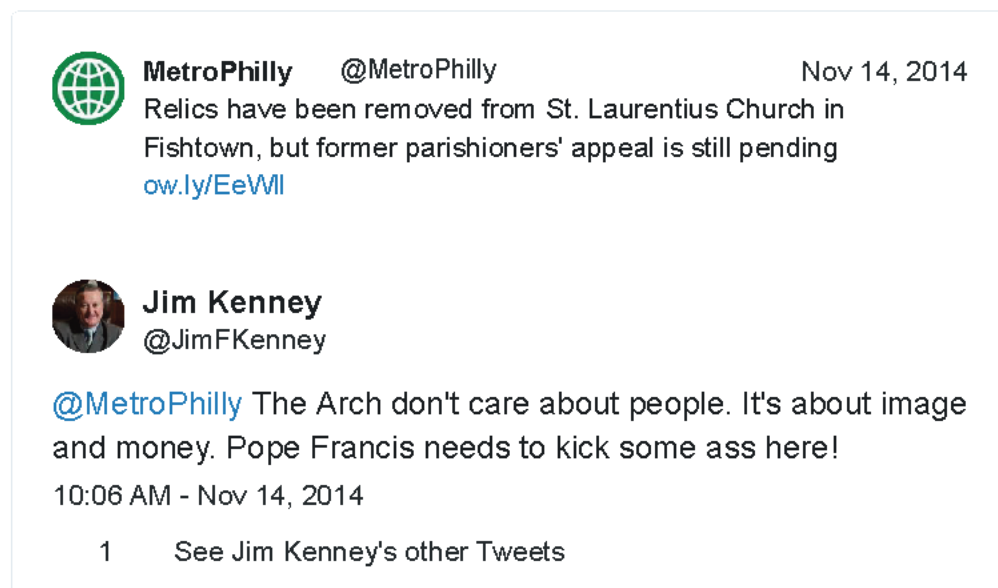 MetroPhilly @MetroPhilly Nov 14, 2014
Relics have been removed from St. Laurentius Church in
Fishtown, but former parishioners' appeal is still pending
ow.ly/EeWll
Jim Kenney
@JimFKenney
@MetroPhilly The Arch don't care about people. It's about image
and money. Pope Francis needs to kick some ass here!
10:06 AM - Nov 14, 2014
1 See Jim Kenney's other Tweets